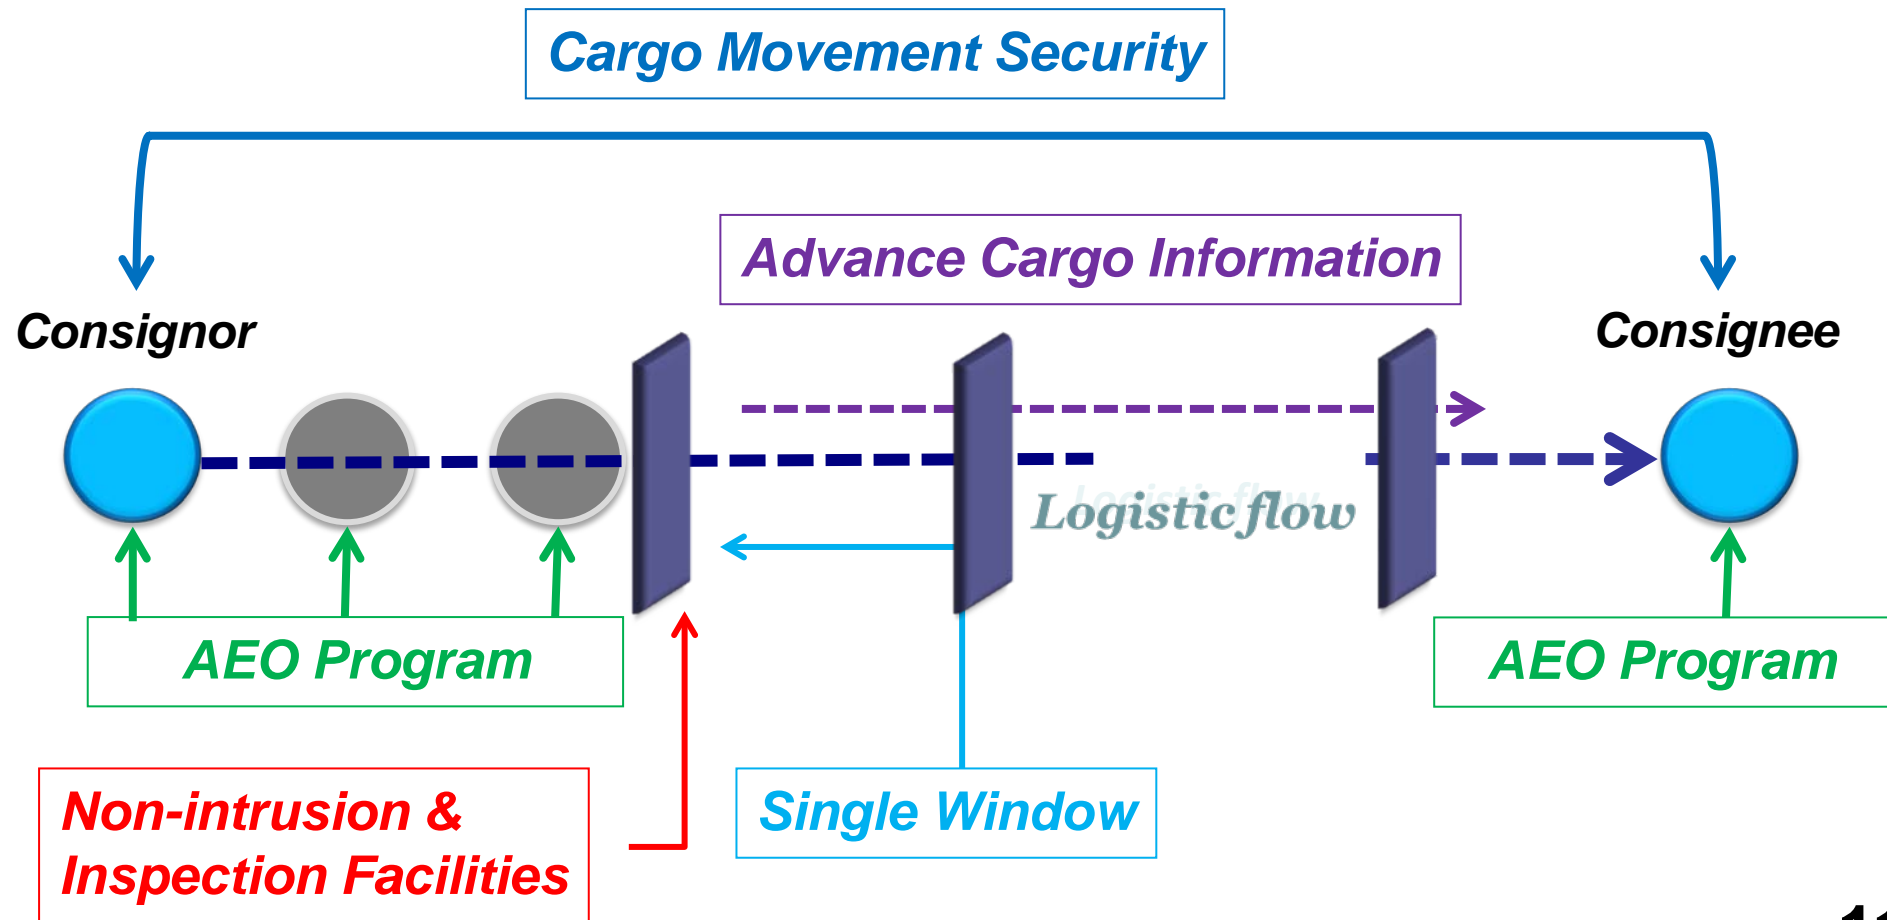 Cargo Movement Security
Advance Cargo Information
Consignor
Consignee
Logistic flow
AEO Program
AEO Program
Non-intrusion &
Inspection Facilities
Single Window